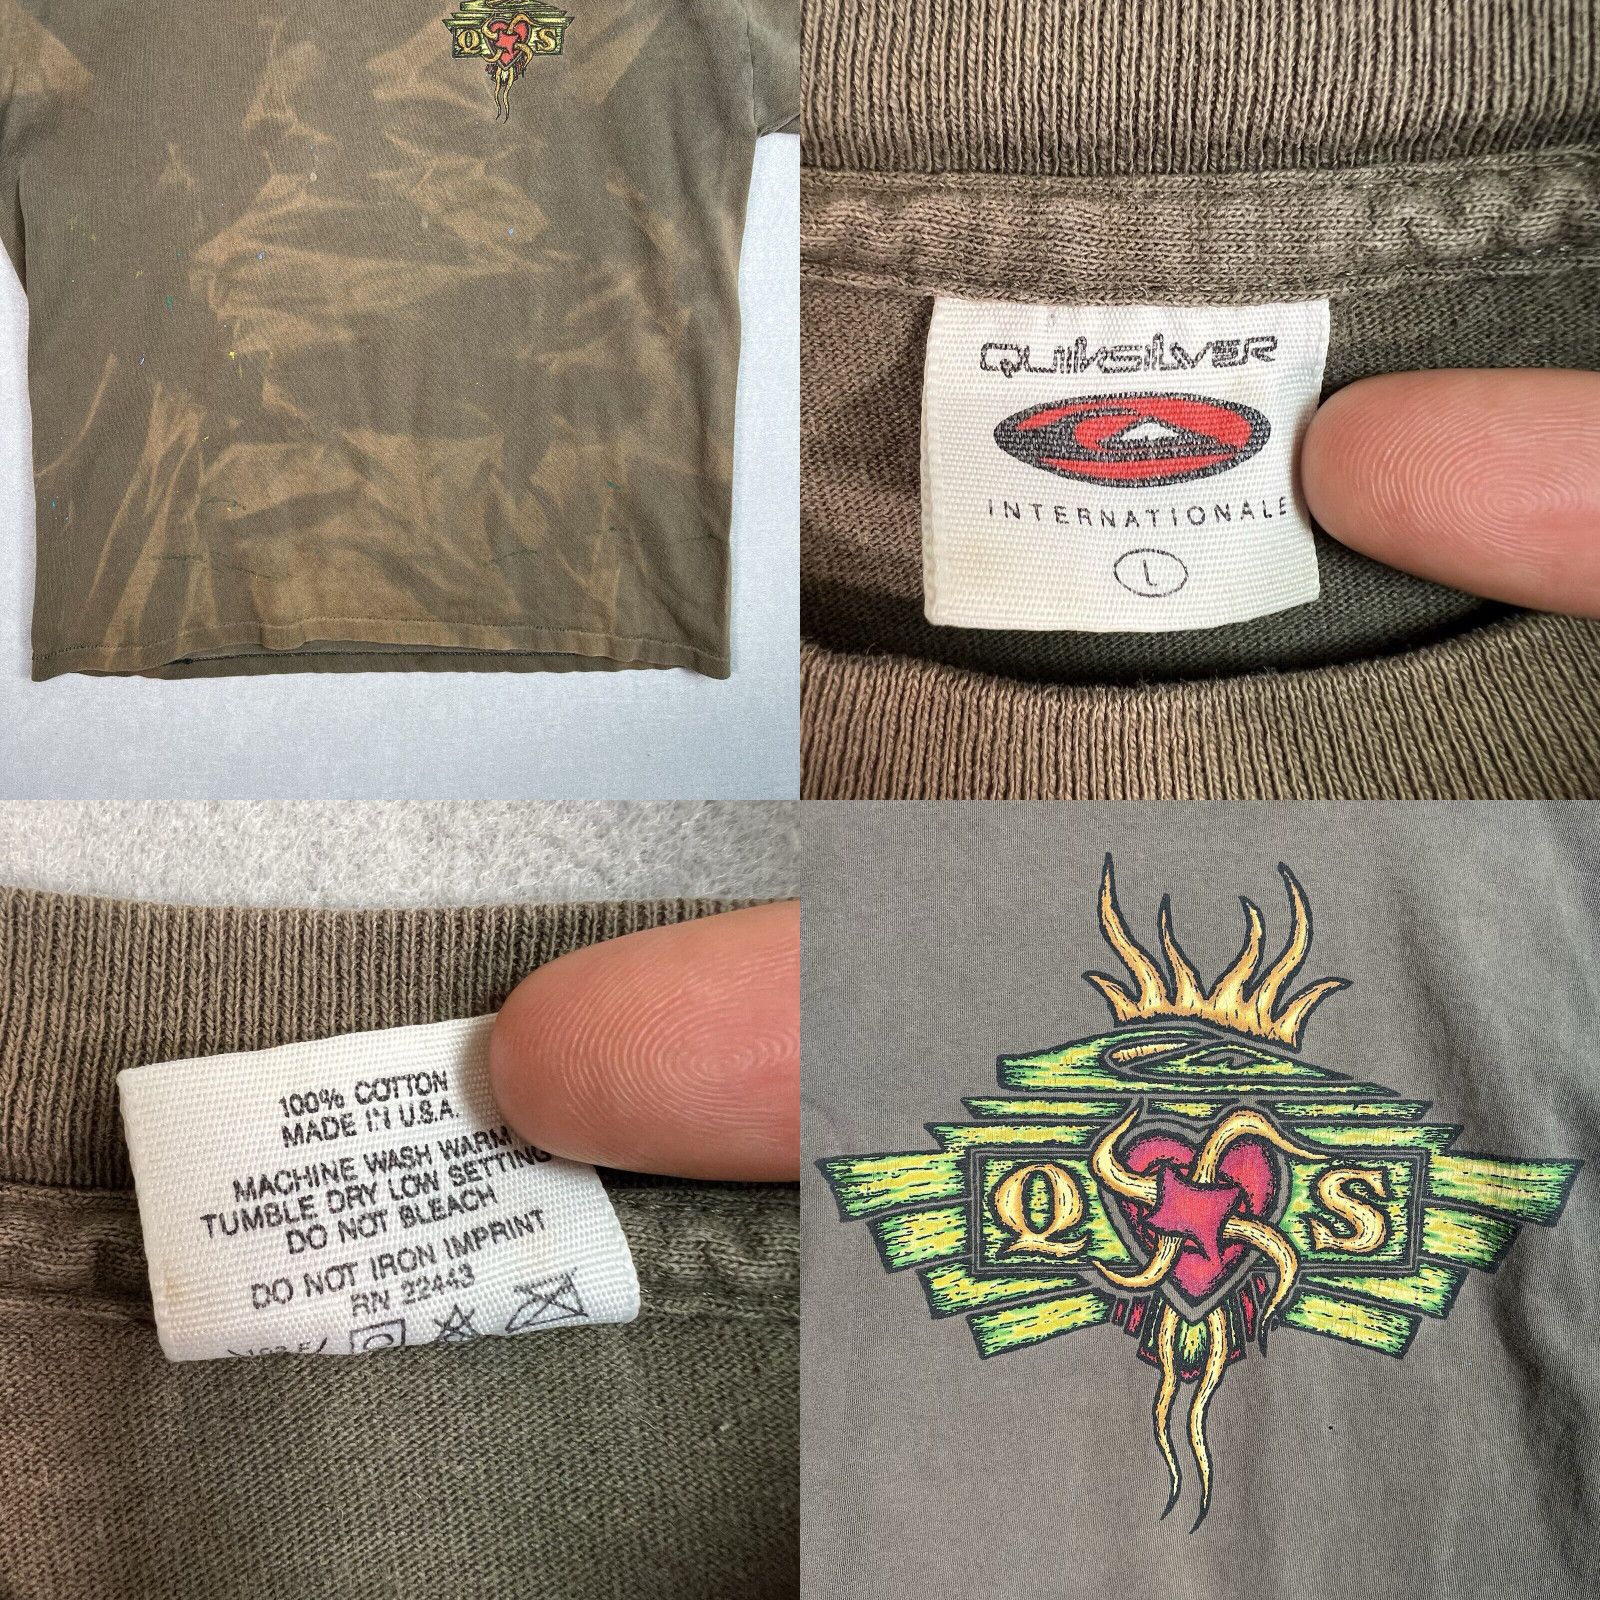 Q S
QUIKSILVER
INTERNATIONALE
L
100% COTTON
MADE IN U.S.A.
MACHINE WASH WARM
TUMBLE DRY LOW SETTING
DO NOT BLEACH
DO NOT IRON IMPRINT
RN 22443
Q S